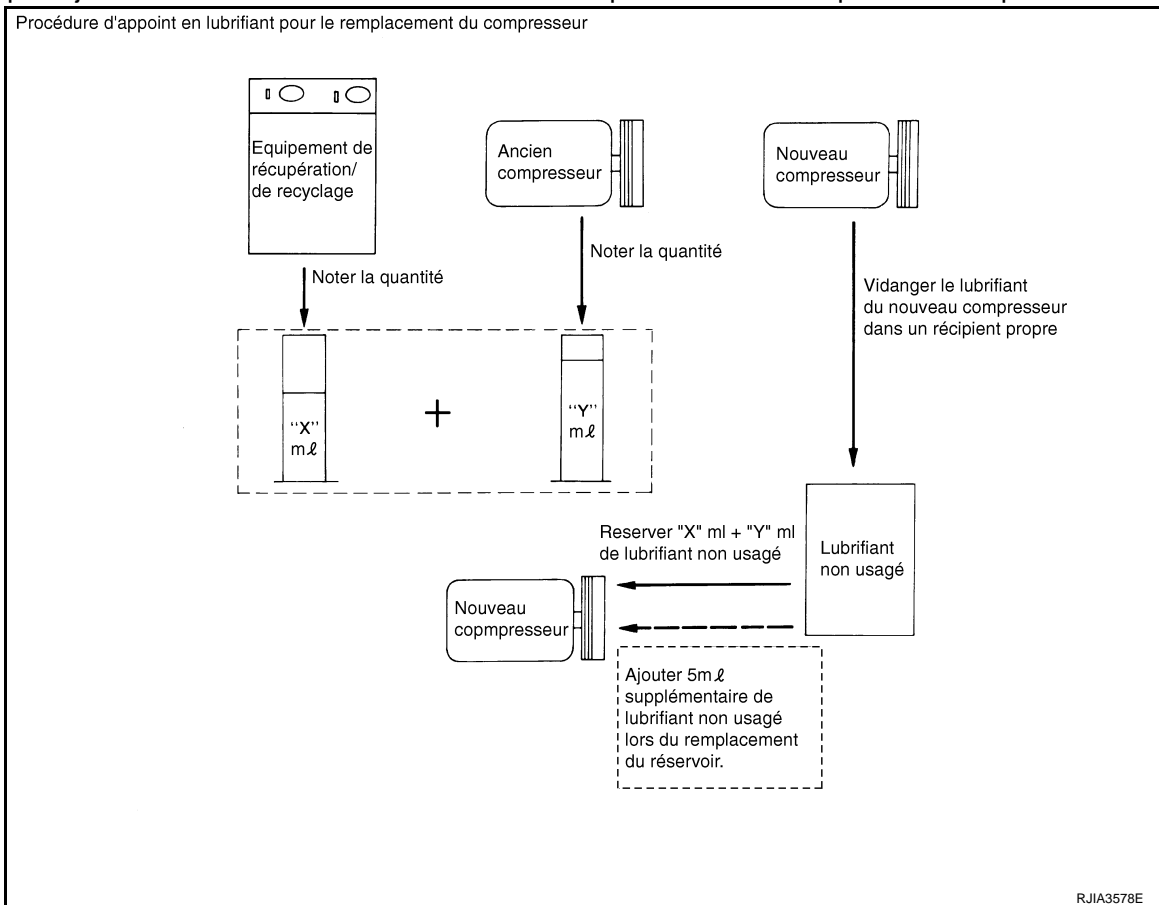 Procédure d'appoint en lubrifiant pour le remplacement du compresseur
Equipement de
récupération/
de recyclage
Ancien
compresseur
Nouveau
compresseur
Noter la quantité
Noter la quantité
Vidanger le lubrifiant
du nouveau compresseur
dans un récipient propre
"X"
mℓ
+
"Y"
mℓ
Reserver "X" ml + "Y" ml
de lubrifiant non usagé
Lubrifiant
non usagé
Nouveau
copmpresseur
Ajouter 5mℓ
supplémentaire de
lubrifiant non usagé
lors du remplacement
du réservoir.
RJIA3578E